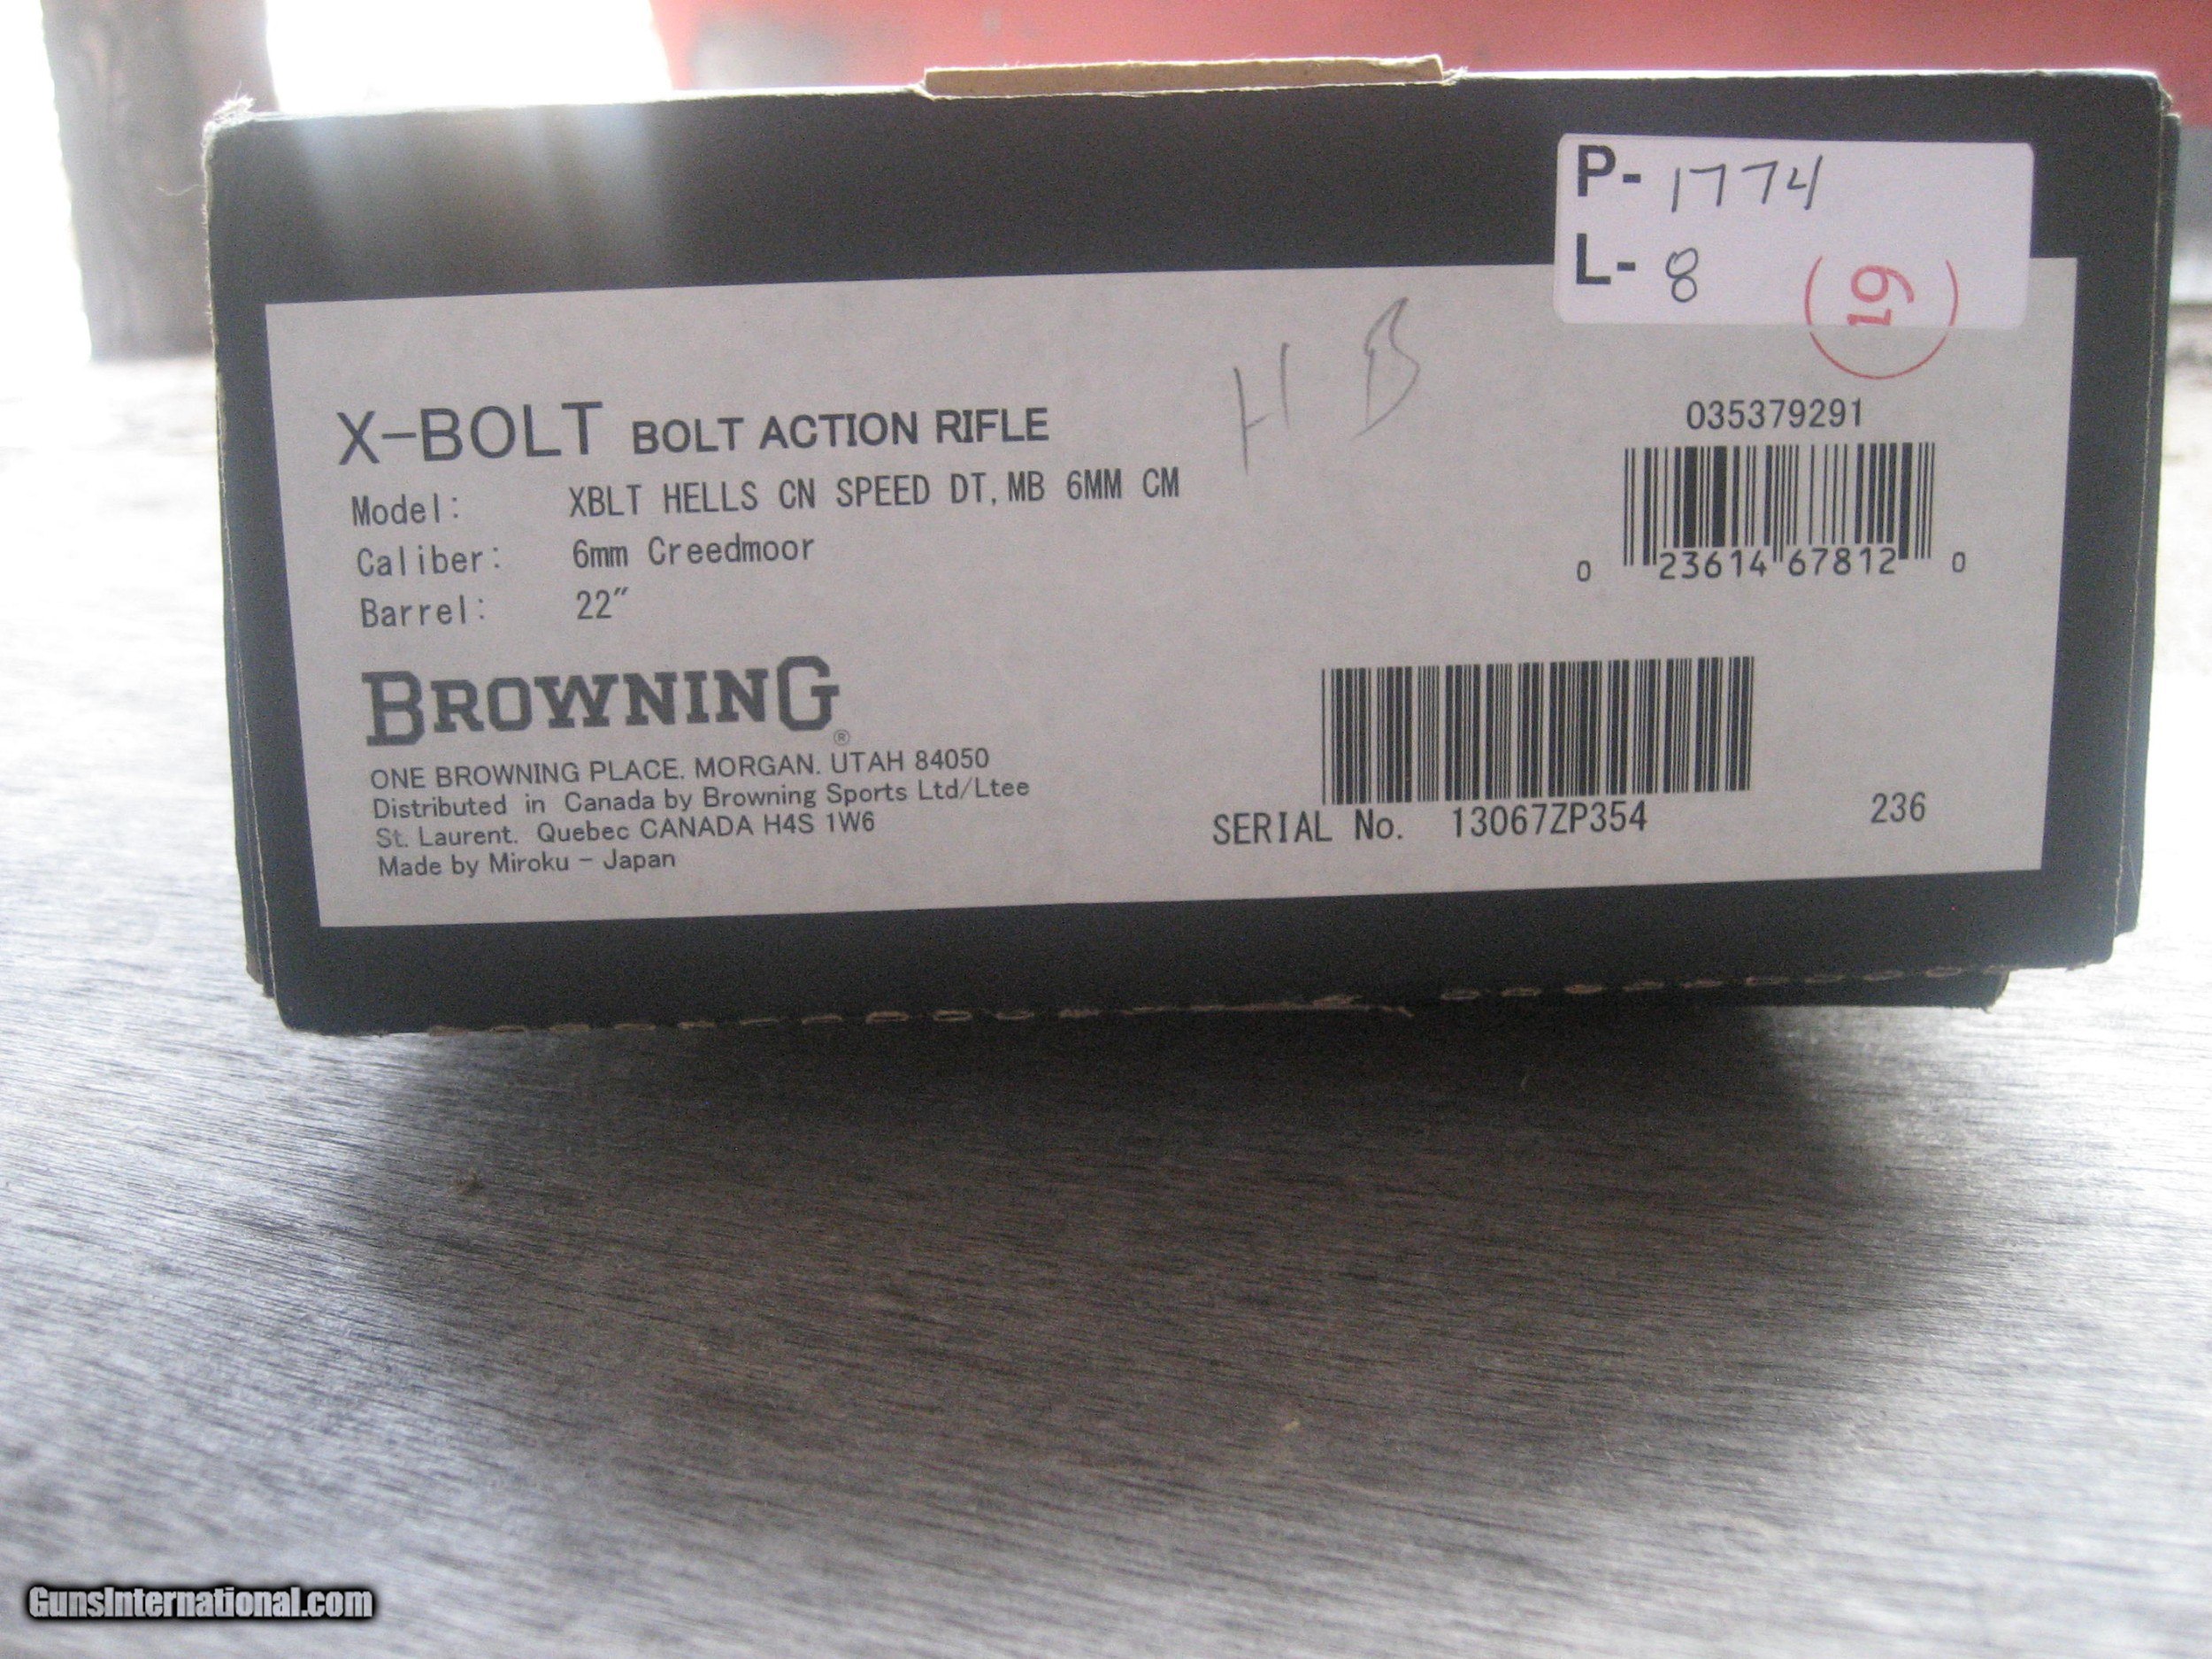 P- 1774
L- 8
(19)
H B
035379291
X-BOLT BOLT ACTION RIFLE
Model: XBLT HELLS CN SPEED DT,MB 6MM CM
Caliber: 6mm Creedmoor
Barrel: 22"
0 23614 67812 0
BROWNING®
ONE BROWNING PLACE. MORGAN. UTAH 84050
Distributed in Canada by Browning Sports Ltd/Ltee
St. Laurent. Quebec CANADA H4S 1W6
Made by Miroku - Japan
SERIAL No. 13067ZP354
236
GunsInternational.com